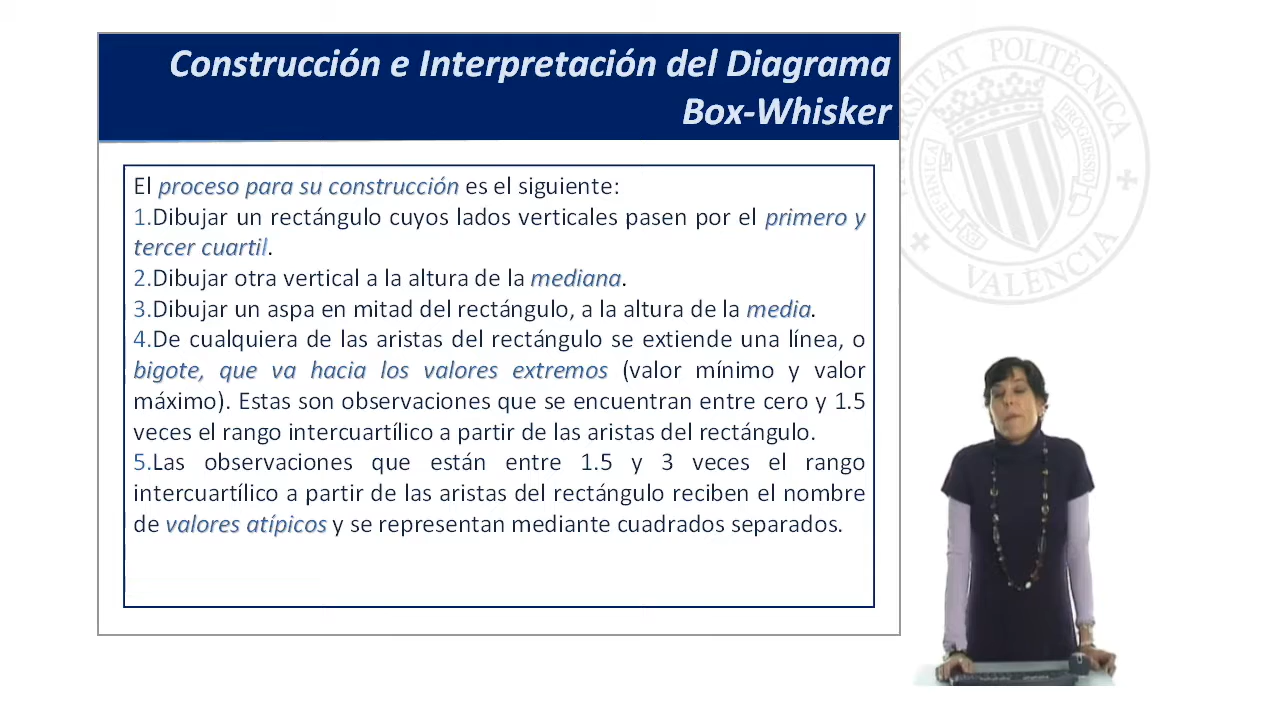 Construcción e Interpretación del Diagrama
Box-Whisker
El proceso para su construcción es el siguiente:
1.Dibujar un rectángulo cuyos lados verticales pasen por el primero y
tercer cuartil.
2.Dibujar otra vertical a la altura de la mediana.
3.Dibujar un aspa en mitad del rectángulo, a la altura de la media.
4.De cualquiera de las aristas del rectángulo se extiende una línea, o
bigote, que va hacia los valores extremos (valor mínimo y valor
máximo). Estas son observaciones que se encuentran entre cero y 1.5
veces el rango intercuartílico a partir de las aristas del rectángulo.
5.Las observaciones que están entre 1.5 y 3 veces el rango
intercuartílico a partir de las aristas del rectángulo reciben el nombre
de valores atípicos y se representan mediante cuadrados separados.
POLITÈCNICA
VALÈNCIA
EX TECHNICA
PROGRESSIO